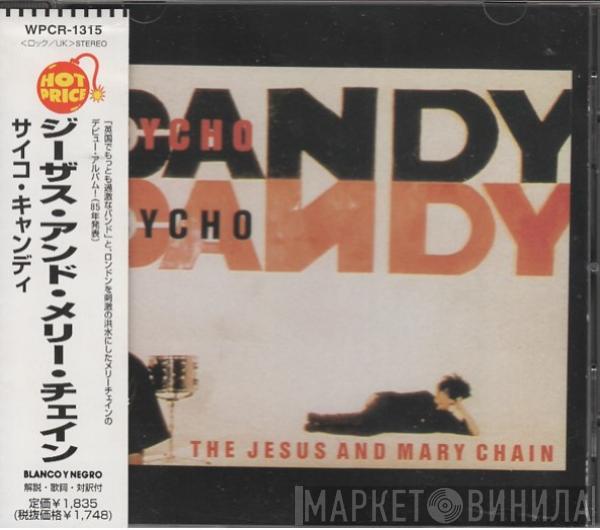 WPCR-1315
<ロック/UK>STEREO
HOT PRICE
「英国でもっとも過激なバンド」と、ロンドンを刺激の洪水にしたメリーチェインの
デビュー・アルバム!(85年発表)
ジーザス・アンド・メリー・チェイン
サイコ・キャンディ
BLANCO Y NEGRO
解説・歌詞・対訳付
定価¥1,835
(税抜価格¥1,748)
YCHO
CANDY
YCHO
CANDY
THE JESUS AND MARY CHAIN
МАРКЕТ ВИНИЛА